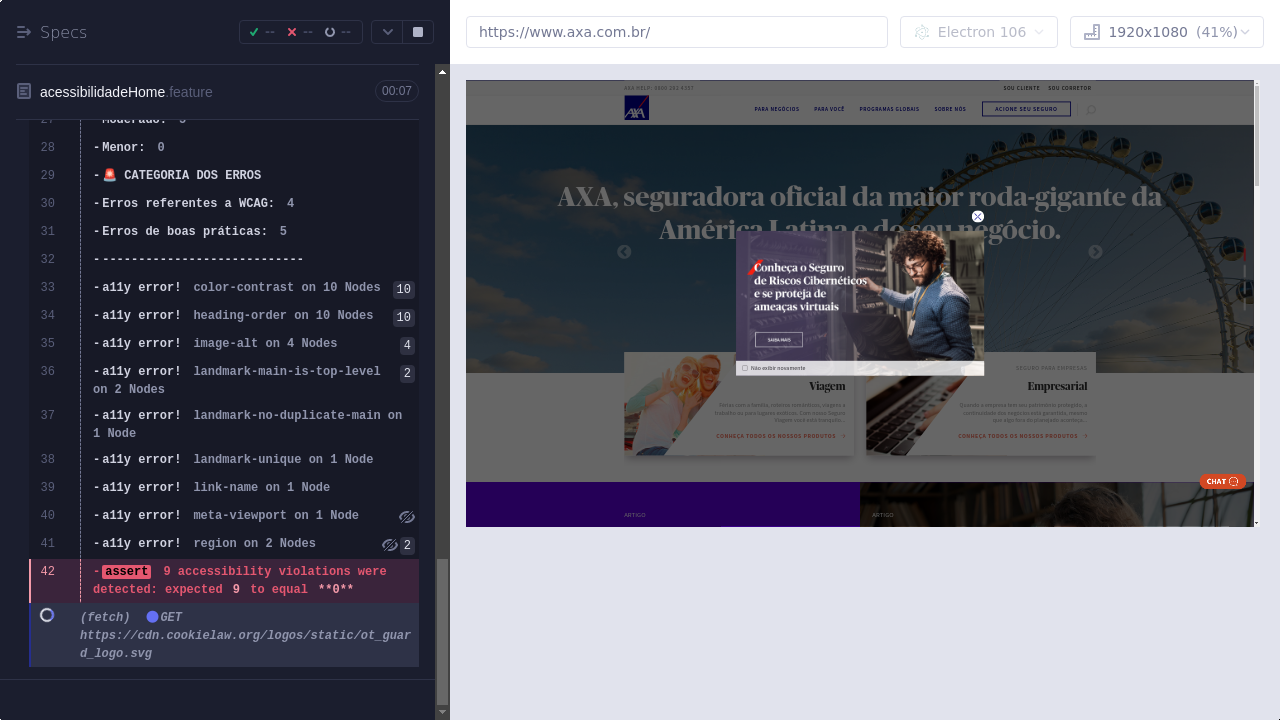 Specs
-- -- --
https://www.axa.com.br/
Electron 106
1920x1080 (41%)
acessibilidadeHome.feature
00:07
27 -Moderado: 3
28 -Menor: 0
29 -🚨 CATEGORIA DOS ERROS
30 -Erros referentes a WCAG: 4
31 -Erros de boas práticas: 5
32 ----------------------------
33 -a11y error! color-contrast on 10 Nodes 10
34 -a11y error! heading-order on 10 Nodes 10
35 -a11y error! image-alt on 4 Nodes 4
36 -a11y error! landmark-main-is-top-level 2
on 2 Nodes
37 -a11y error! landmark-no-duplicate-main on
1 Node
38 -a11y error! landmark-unique on 1 Node
39 -a11y error! link-name on 1 Node
40 -a11y error! meta-viewport on 1 Node
41 -a11y error! region on 2 Nodes 2
42 -assert 9 accessibility violations were
detected: expected 9 to equal **0**
(fetch) GET
https://cdn.cookielaw.org/logos/static/ot_guar
d_logo.svg
SOU CLIENTE SOU CORRETOR
AXA
PARA NEGÓCIOS PARA VOCÊ PROGRAMAS GLOBAIS SOBRE NÓS ACIONE SEU SEGURO
AXA, seguradora oficial da maior roda-gigante da
América Latina e do seu negócio.
Conheça o Seguro
de Riscos Cibernéticos
e se proteja de
ameaças virtuais
SAIBA MAIS
Não exibir novamente
Viagem
CONHEÇA TODOS OS NOSSOS PRODUTOS
SEGURO PARA EMPRESAS
Empresarial
CONHEÇA TODOS OS NOSSOS PRODUTOS
CHAT
ARTIGO
ARTIGO